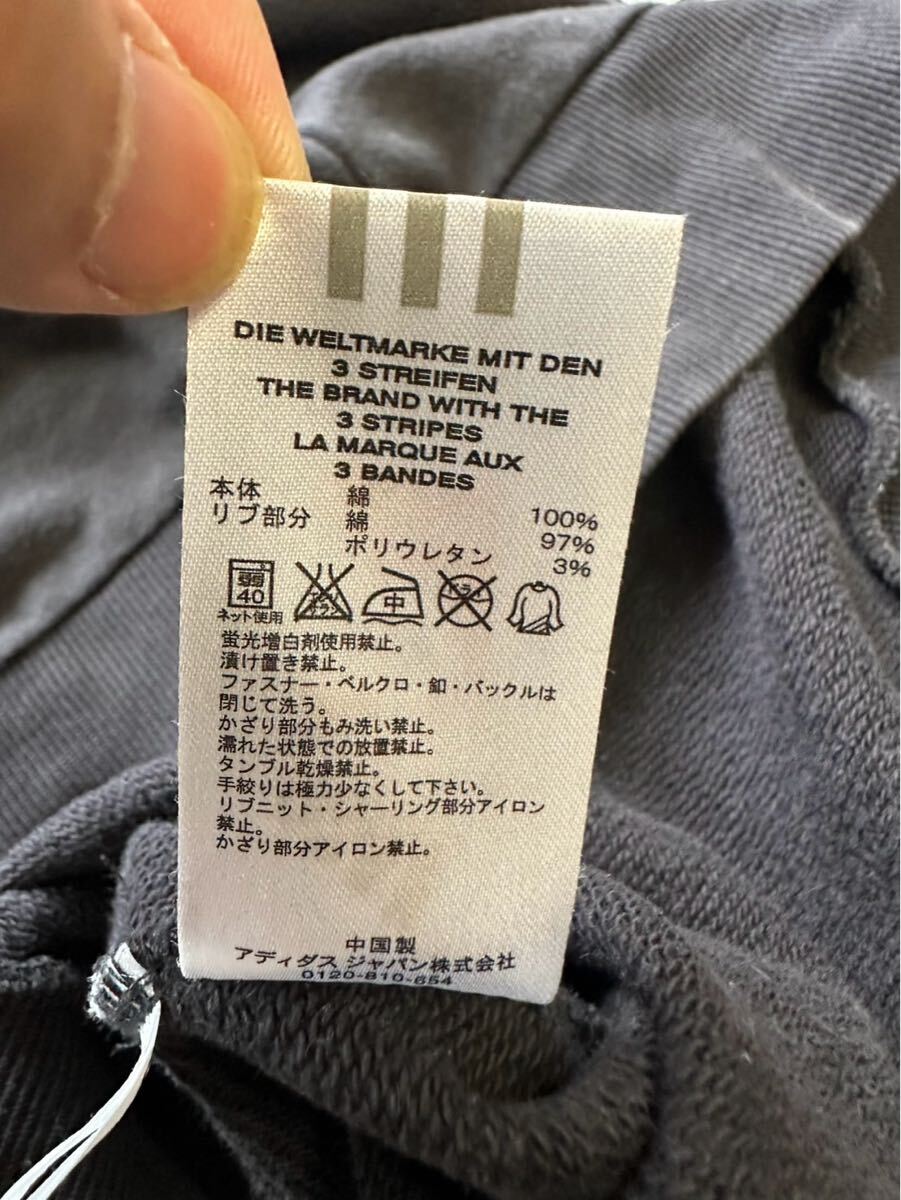 DIE WELTMARKE MIT DEN
3 STREIFEN
THE BRAND WITH THE
3 STRIPES
LA MARQUE AUX
3 BANDES
本体 綿 100%
リブ部分 綿 97%
ポリウレタン 3%
40 中
ネット使用
蛍光増白剤使用禁止。
漬け置き禁止。
ファスナー・ベルクロ・釦・バックルは
閉じて洗う。
かざり部分もみ洗い禁止。
濡れた状態での放置禁止。
タンブル乾燥禁止。
手絞りは極力少なくして下さい。
リブニット・シャーリング部分アイロン
禁止。
かざり部分アイロン禁止。
中国製
アディダス ジャパン株式会社
0120-810-654